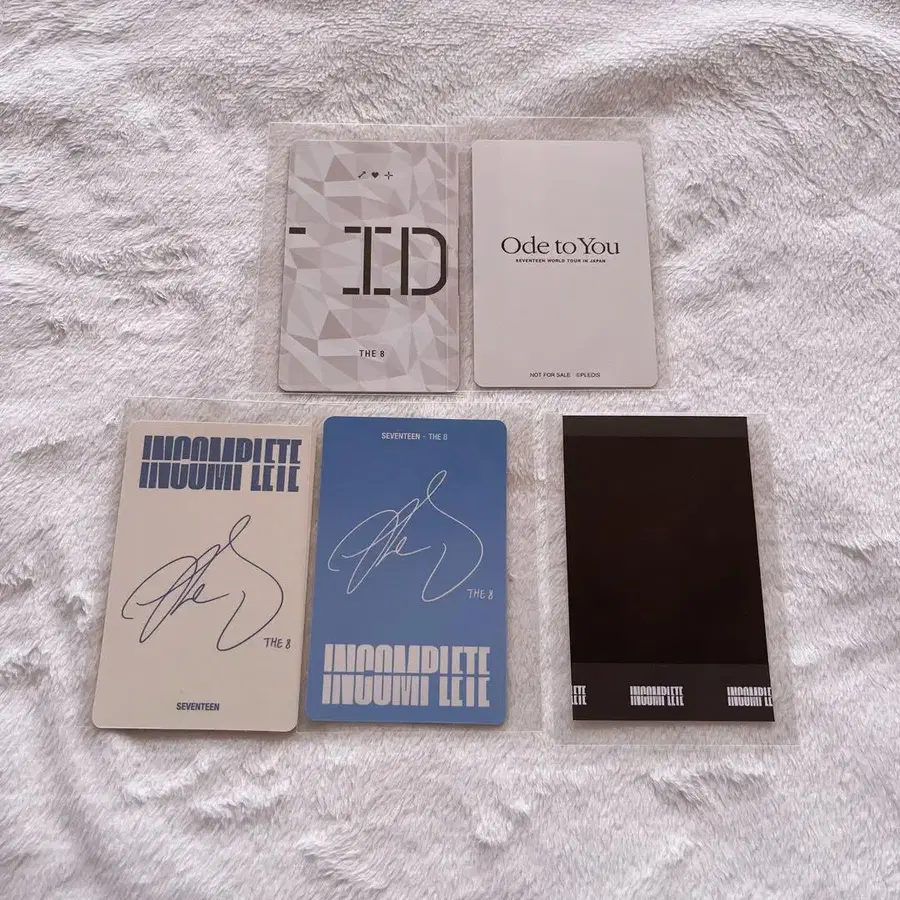 ID
THE 8
Ode to You
SEVENTEEN WORLD TOUR IN JAPAN
NOT FOR SALE ©PLEDIS
INCOMPLETE
THE 8
SEVENTEEN
SEVENTEEN - THE 8
THE 8
INCOMPLETE
INCOMPLETE